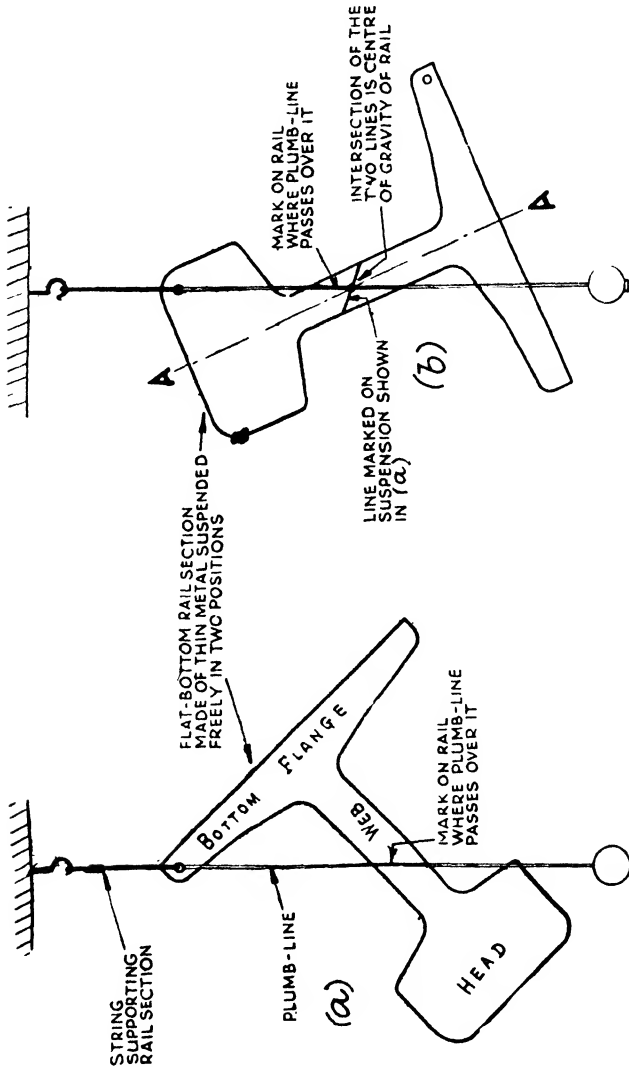 STRING
SUPPORTING
RAIL SECTION
PLUMB-LINE
(a)
FLAT-BOTTOM RAIL SECTION
MADE OF THIN METAL SUSPENDED
FREELY IN TWO POSITIONS
BOTTOM FLANGE
WEB
HEAD
MARK ON RAIL
WHERE PLUMB-LINE
PASSES OVER IT
A
A
MARK ON RAIL
WHERE PLUMB-LINE
PASSES OVER IT
INTERSECTION OF THE
TWO LINES IS CENTRE
OF GRAVITY OF RAIL
LINE MARKED ON
SUSPENSION SHOWN
IN (a)
(b)